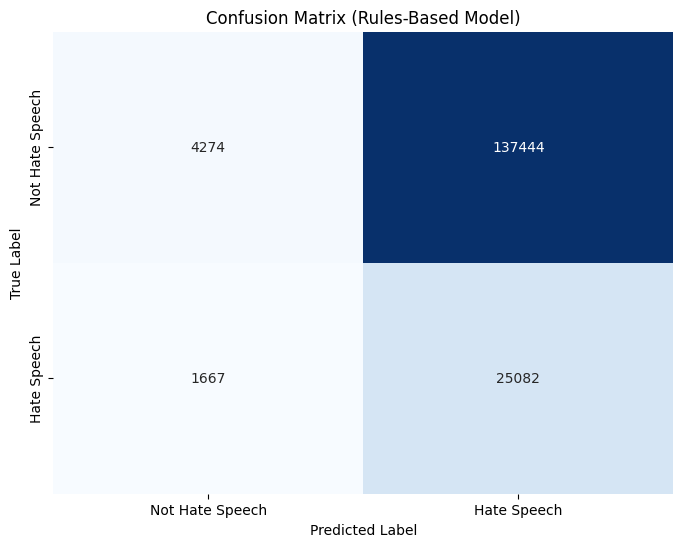 Confusion Matrix (Rules-Based Model)
True Label
Not Hate Speech
4274
137444
Hate Speech
1667
25082
Not Hate Speech
Hate Speech
Predicted Label